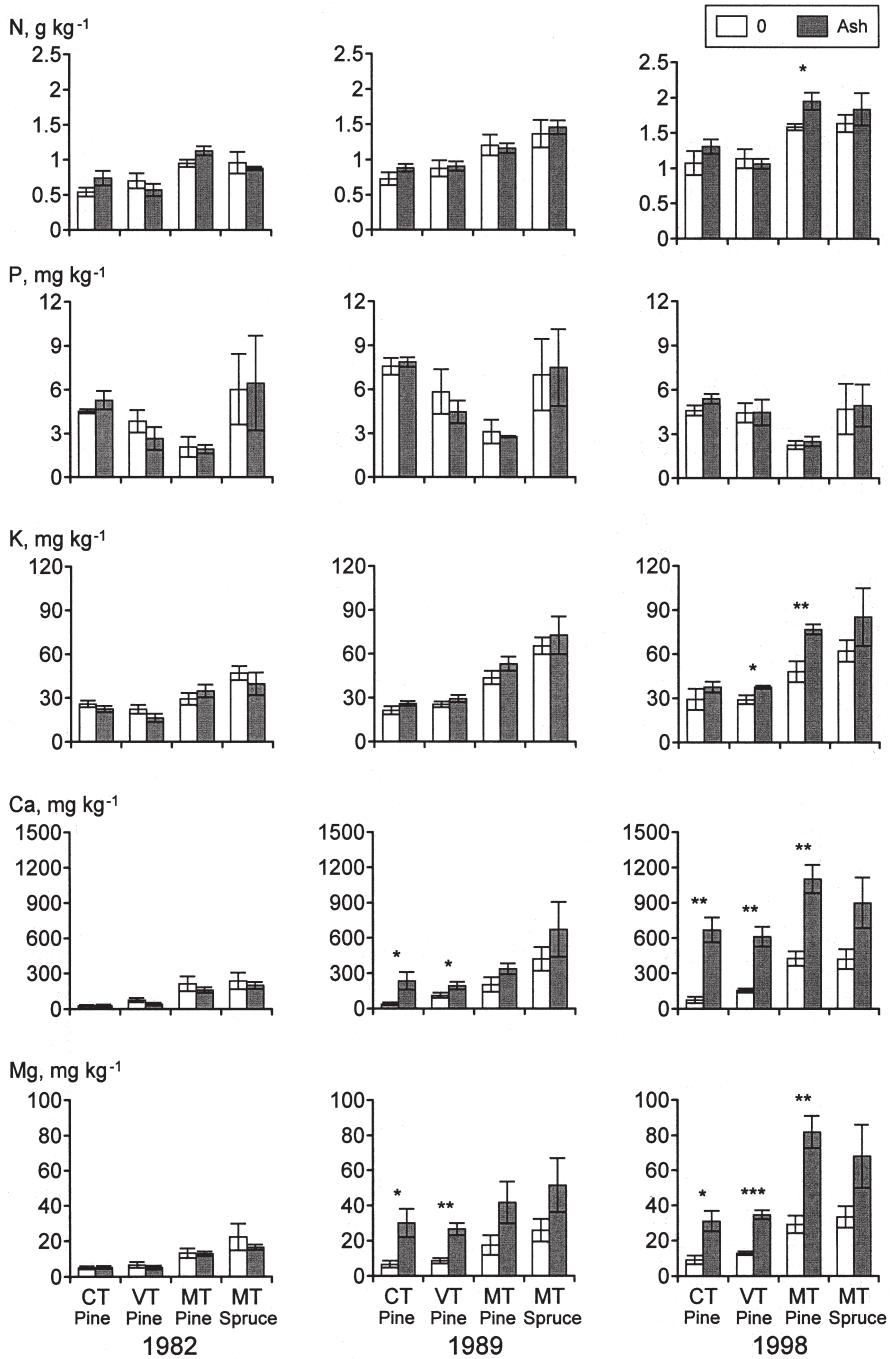 N, g kg-1
0 Ash
2.5 2.5 2.5
2 2 2
1.5 1.5 1.5
1 1 1
0.5 0.5 0.5
0 0 0
*
P, mg kg-1
12 12 12
9 9 9
6 6 6
3 3 3
0 0 0
K, mg kg-1
120 120 120
90 90 90
60 60 60
30 30 30
0 0 0
* **
Ca, mg kg-1
1500 1500 1500
1200 1200 1200
900 900 900
600 600 600
300 300 300
0 0 0
* * ** ** **
Mg, mg kg-1
100 100 100
80 80 80
60 60 60
40 40 40
20 20 20
0 0 0
* ** * *** **
CT VT MT MT CT VT MT MT CT VT MT MT
Pine Pine Pine Spruce Pine Pine Pine Spruce Pine Pine Pine Spruce
1982 1989 1998